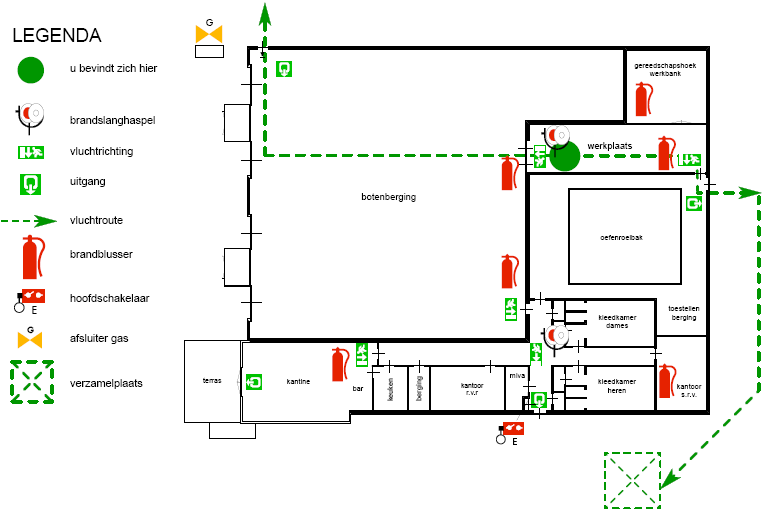 LEGENDA
u bevindt zich hier
brandslanghaspel
vluchtrichting
uitgang
vluchtroute
brandblusser
hoofdschakelaar
E
afsluiter gas
G
verzamelplaats
G
gereedschapshoek
werkbank
werkplaats
botenberging
oefenroeibak
toestellen
berging
kleedkamer
dames
terras
kantine
bar
keuken
berging
kantoor
r.v.r
miva
kleedkamer
heren
kantoor
s.r.v.
E